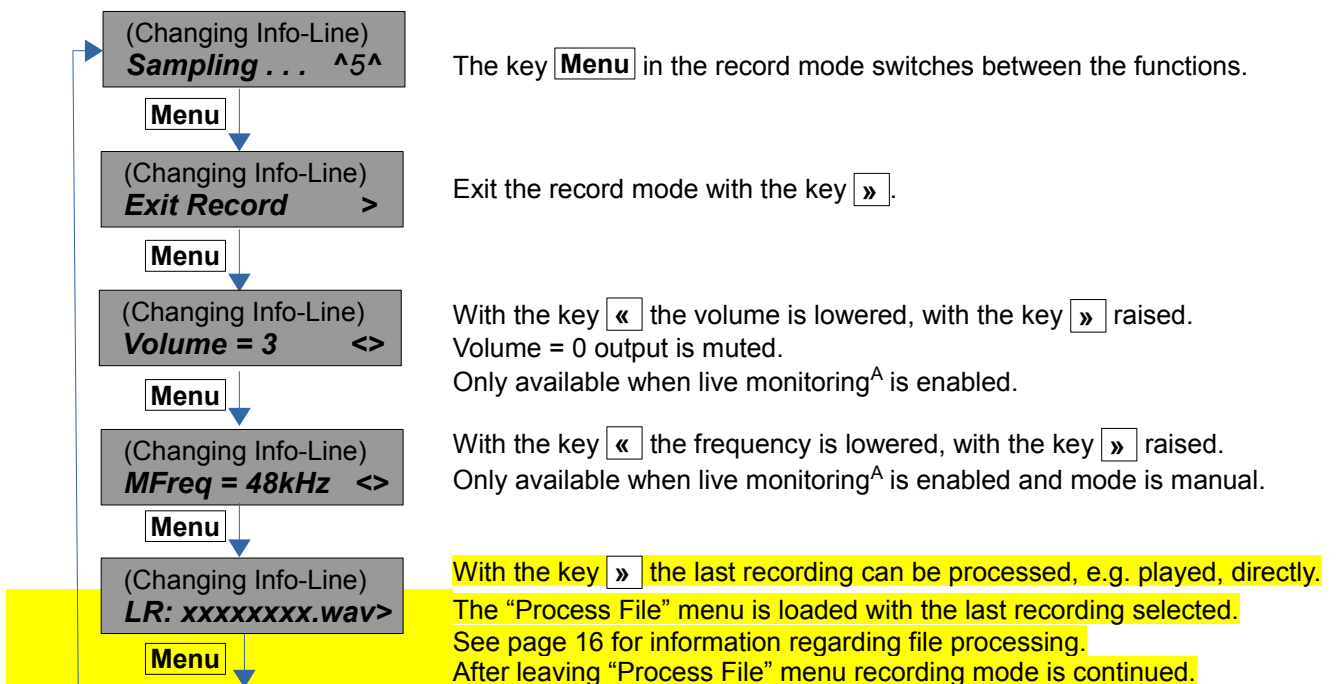 (Changing Info-Line)
Sampling . . . ^5^
The key Menu in the record mode switches between the functions.
Menu
(Changing Info-Line)
Exit Record >
Exit the record mode with the key ».
Menu
(Changing Info-Line)
Volume = 3 <>
With the key « the volume is lowered, with the key » raised.
Volume = 0 output is muted.
Only available when live monitoringA is enabled.
Menu
(Changing Info-Line)
MFreq = 48kHz <>
With the key « the frequency is lowered, with the key » raised.
Only available when live monitoringA is enabled and mode is manual.
Menu
(Changing Info-Line)
LR: xxxxxxxx.wav>
With the key » the last recording can be processed, e.g. played, directly.
The “Process File” menu is loaded with the last recording selected.
See page 16 for information regarding file processing.
After leaving “Process File” menu recording mode is continued.
Menu